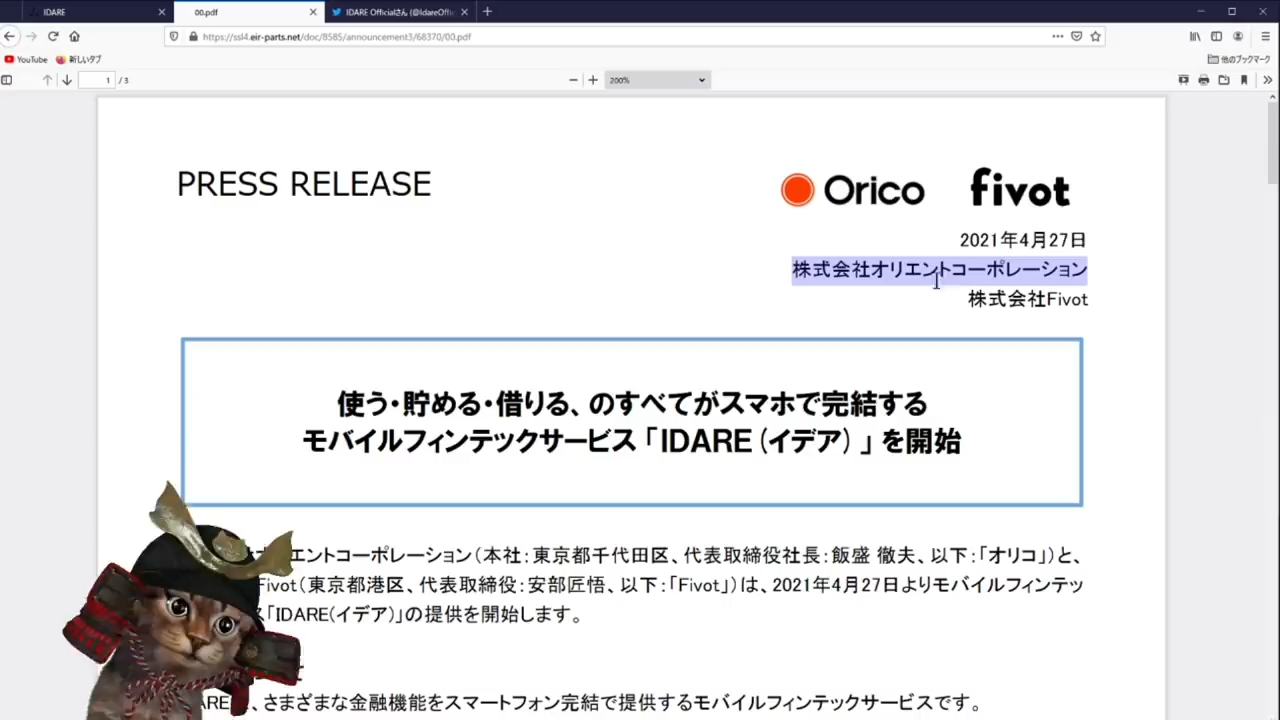 IDARE
00.pdf
IDARE Officialさん (@IdareOffi
https://ssl4.eir-parts.net/doc/8585/announcement3/68370/00.pdf
YouTube 新しいタブ
他のブックマーク
1 / 3
200%
PRESS RELEASE
Orico fivot
2021年4月27日
株式会社オリエントコーポレーション
株式会社Fivot
使う・貯める・借りる、のすべてがスマホで完結する
モバイルフィンテックサービス「IDARE(イデア)」を開始
エントコーポレーション(本社:東京都千代田区、代表取締役社長:飯盛 徹夫、以下:「オリコ」)と、
Fivot(東京都港区、代表取締役:安部匠悟、以下:「Fivot」)は、2021年4月27日よりモバイルフィンテッ
「IDARE(イデア)」の提供を開始します。
、さまざまな金融機能をスマートフォン完結で提供するモバイルフィンテックサービスです。